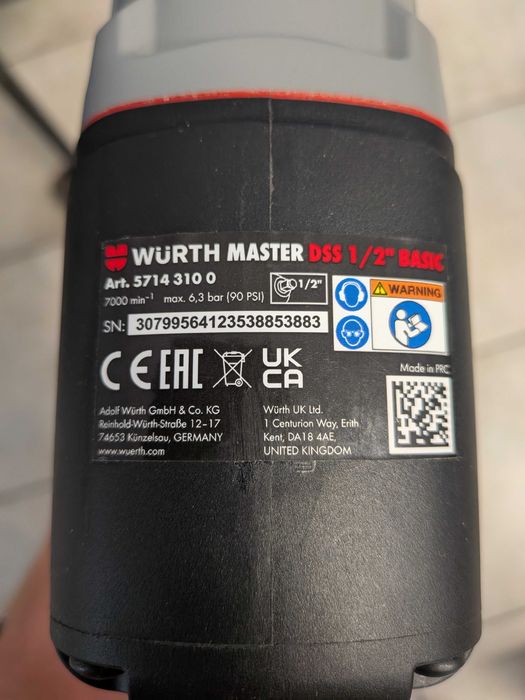 WÜRTH MASTER DSS 1/2" BASIC
Art. 5714 310 0
7000 min⁻¹ max. 6,3 bar (90 PSI)
1/2"
WARNING
SN: 30799564123538853883
CE EAC UK CA
Made in PRC
Adolf Würth GmbH & Co. KG
Reinhold-Würth-Straße 12-17
74653 Künzelsau, GERMANY
www.wuerth.com
Würth UK Ltd.
1 Centurion Way, Erith
Kent, DA18 4AE,
UNITED KINGDOM